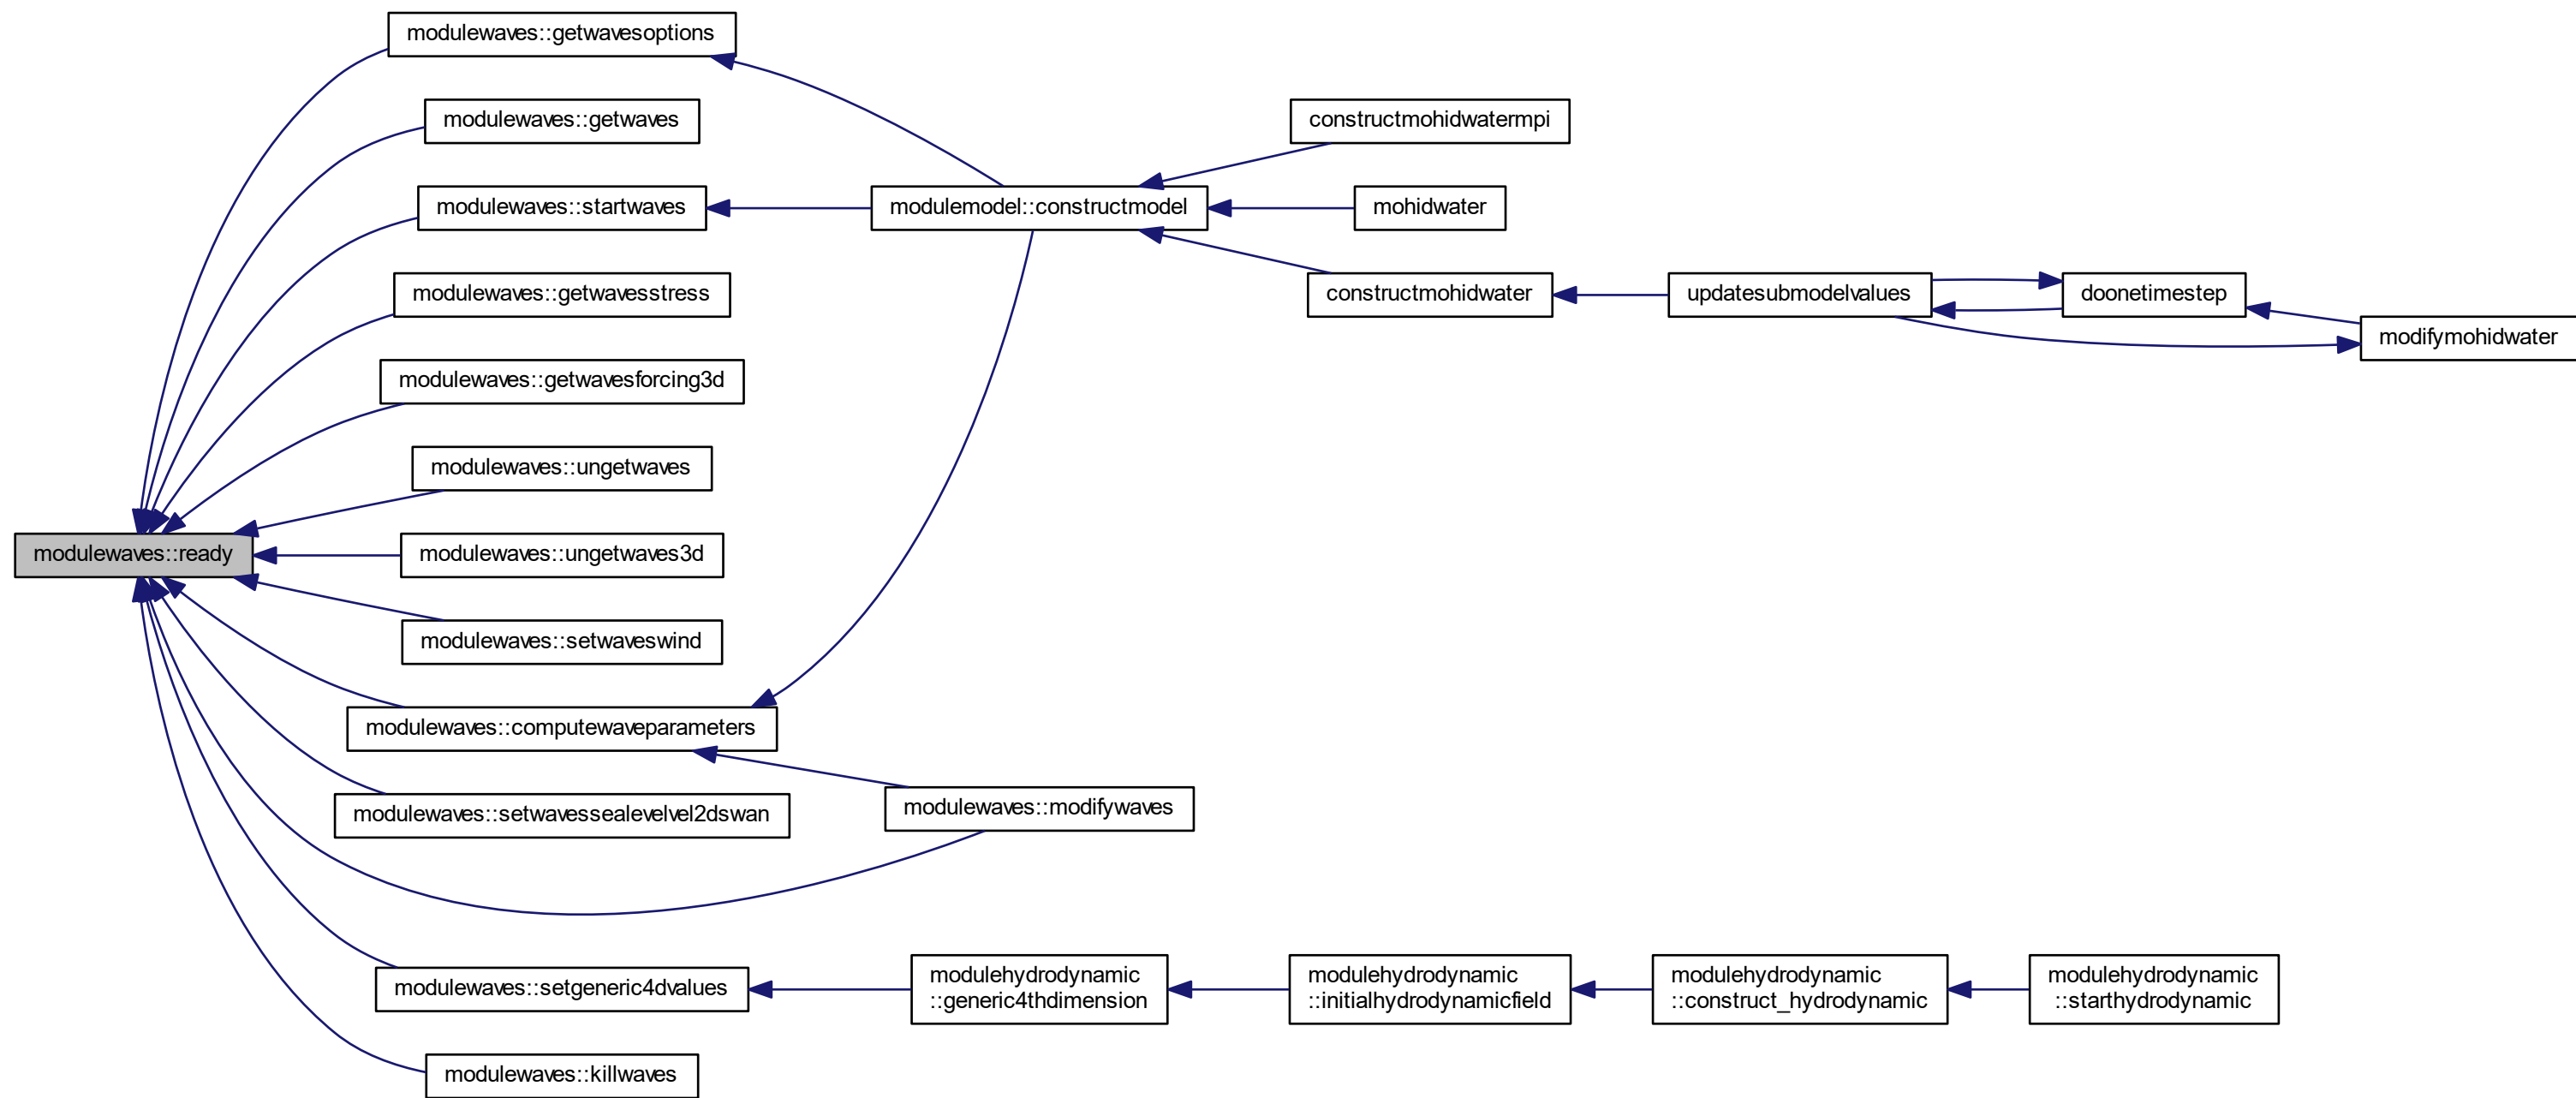 modulewaves::getwavesoptions
modulewaves::getwaves
constructmohidwatermpi
modulewaves::startwaves
modulemodel::constructmodel
mohidwater
modulewaves::getwavesstress
constructmohidwater
updatesubmodelvalues
doonetimestep
modifymohidwater
modulewaves::getwavesforcing3d
modulewaves::ungetwaves
modulewaves::ready
modulewaves::ungetwaves3d
modulewaves::setwaveswind
modulewaves::computewaveparameters
modulewaves::setwavessealevelvel2dswan
modulewaves::modifywaves
modulewaves::setgeneric4dvalues
modulehydrodynamic
::generic4thdimension
modulehydrodynamic
::initialhydrodynamicfield
modulehydrodynamic
::construct_hydrodynamic
modulehydrodynamic
::starthydrodynamic
modulewaves::killwaves